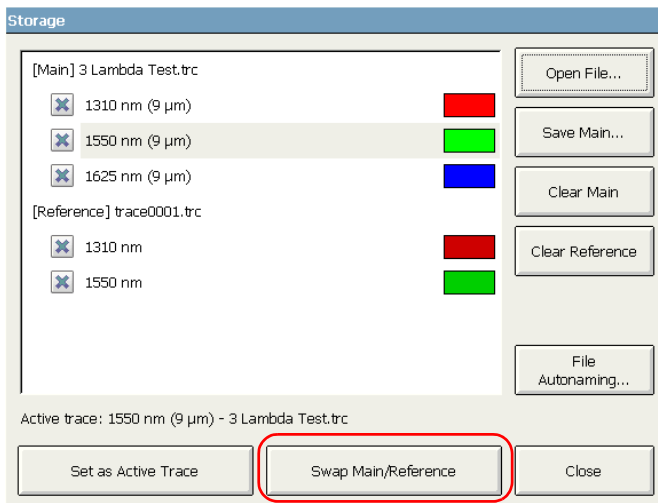 Storage
[Main] 3 Lambda Test.trc
1310 nm (9 µm)
1550 nm (9 µm)
1625 nm (9 µm)
[Reference] trace0001.trc
1310 nm
1550 nm
Open File...
Save Main...
Clear Main
Clear Reference
File
Autonaming...
Active trace: 1550 nm (9 µm) - 3 Lambda Test.trc
Set as Active Trace
Swap Main/Reference
Close